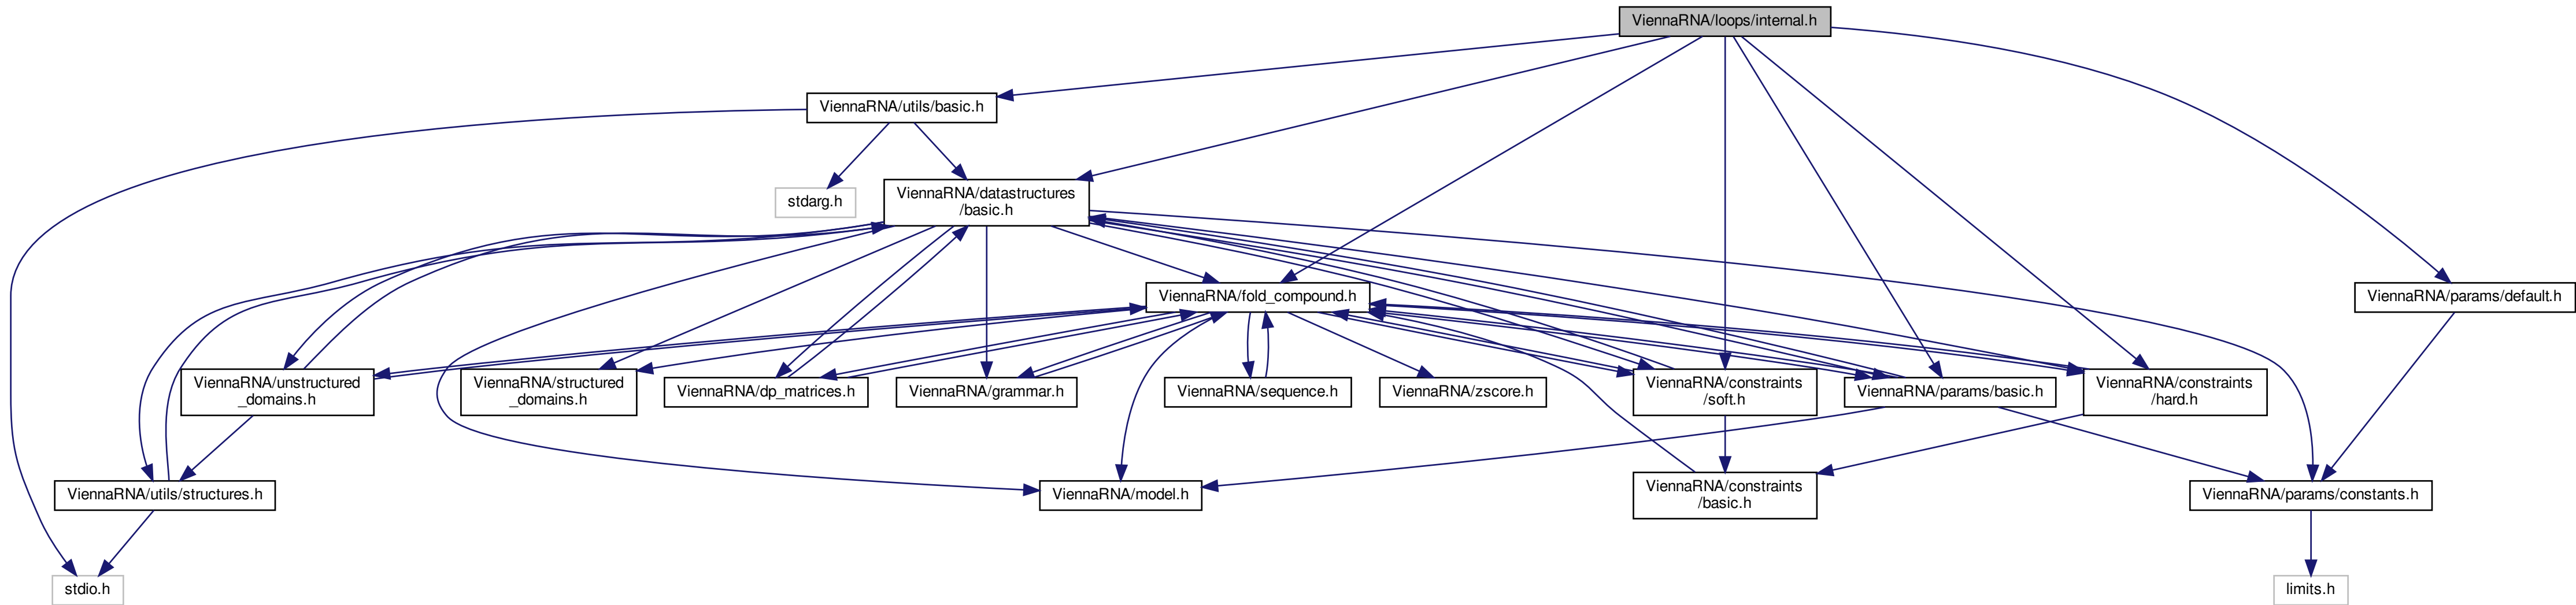 ViennaRNA/loops/internal.h
ViennaRNA/utils/basic.h
stdarg.h
ViennaRNA/datastructures
/basic.h
ViennaRNA/fold_compound.h
ViennaRNA/params/default.h
ViennaRNA/unstructured
_domains.h
ViennaRNA/structured
_domains.h
ViennaRNA/dp_matrices.h
ViennaRNA/grammar.h
ViennaRNA/sequence.h
ViennaRNA/zscore.h
ViennaRNA/constraints
/soft.h
ViennaRNA/params/basic.h
ViennaRNA/constraints
/hard.h
ViennaRNA/utils/structures.h
ViennaRNA/model.h
ViennaRNA/constraints
/basic.h
ViennaRNA/params/constants.h
stdio.h
limits.h